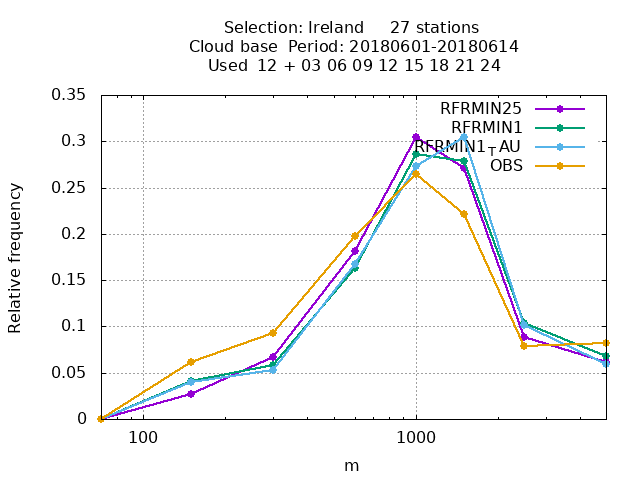 Selection: Ireland 27 stations
Cloud base Period: 20180601-20180614
Used 12 + 03 06 09 12 15 18 21 24
0.35
0.3
0.25
0.2
0.15
0.1
0.05
0
Relative frequency
RFRMIN25
RFRMIN1
RFRMIN1TAU
OBS
100 1000
m